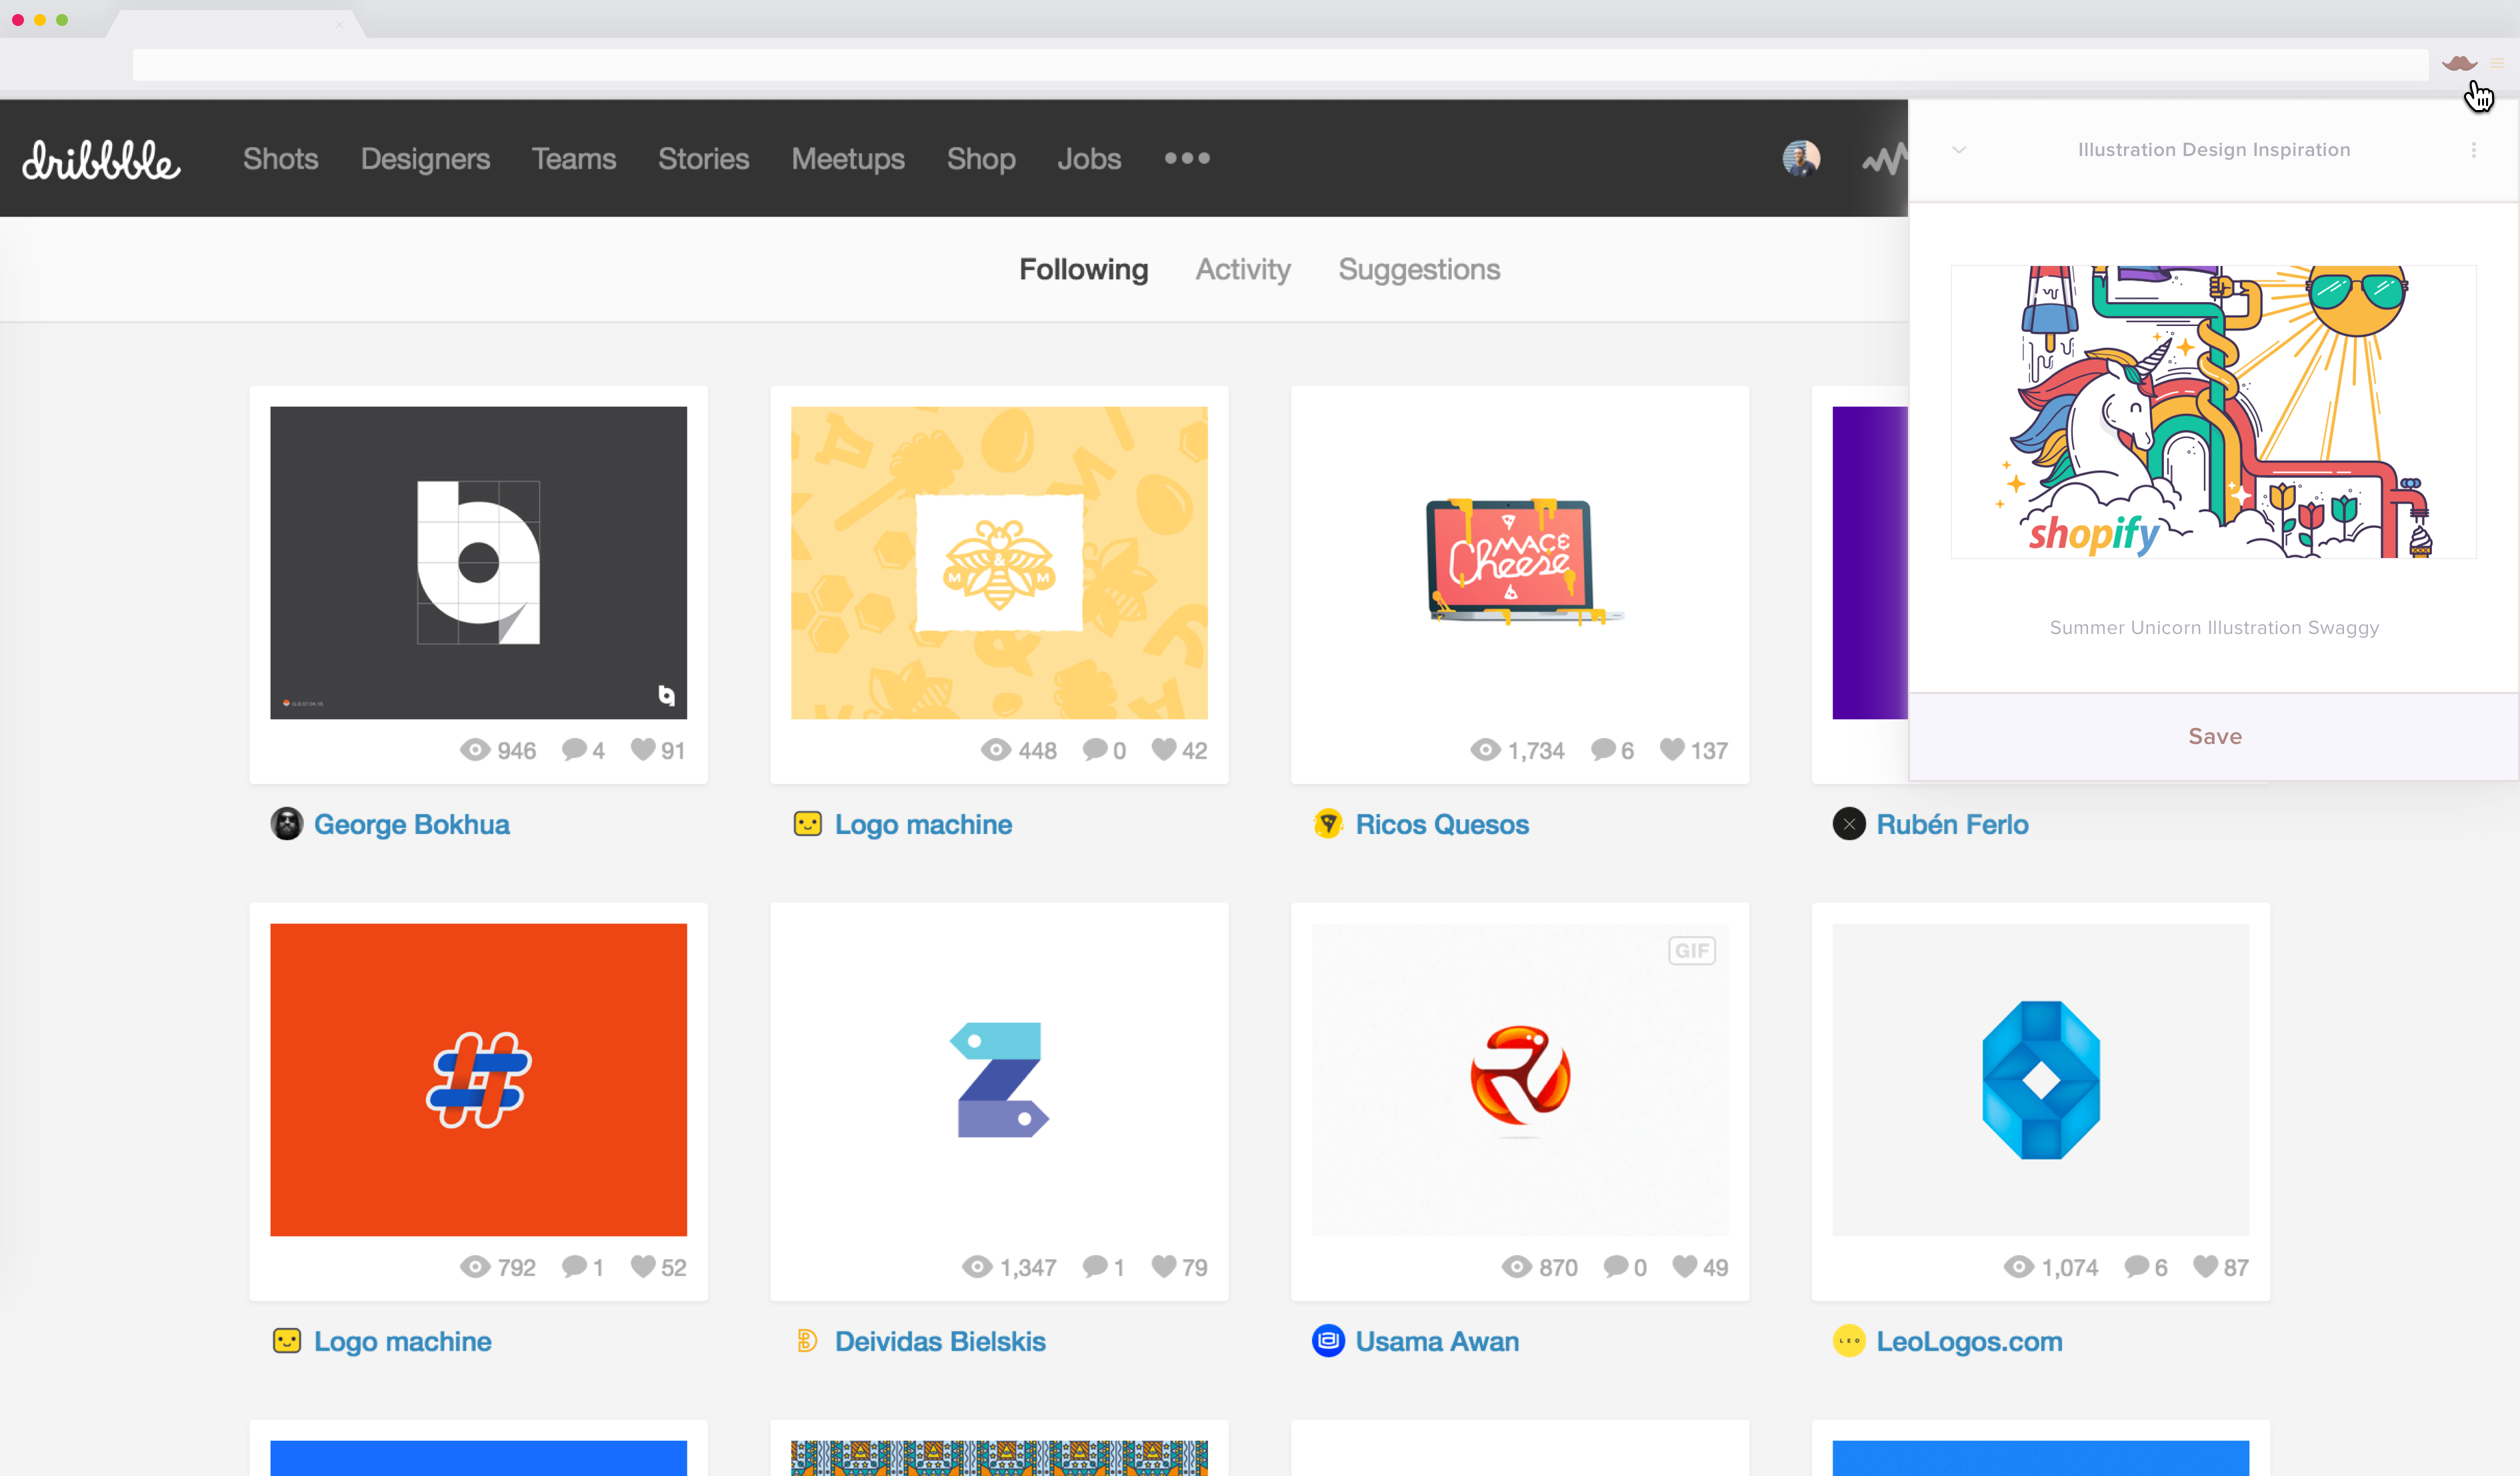 dribbble
Shots
Designers
Teams
Stories
Meetups
Shop
Jobs
Illustration Design Inspiration
Following
Activity
Suggestions
shopify
Summer Unicorn Illustration Swaggy
Save
M & M
MAC &
Cheese
946
4
91
448
0
42
1,734
6
137
George Bokhua
Logo machine
Ricos Quesos
Rubén Ferlo
GIF
792
1
52
1,347
1
79
870
0
49
1,074
6
87
Logo machine
Deividas Bielskis
Usama Awan
LEO
LeoLogos.com